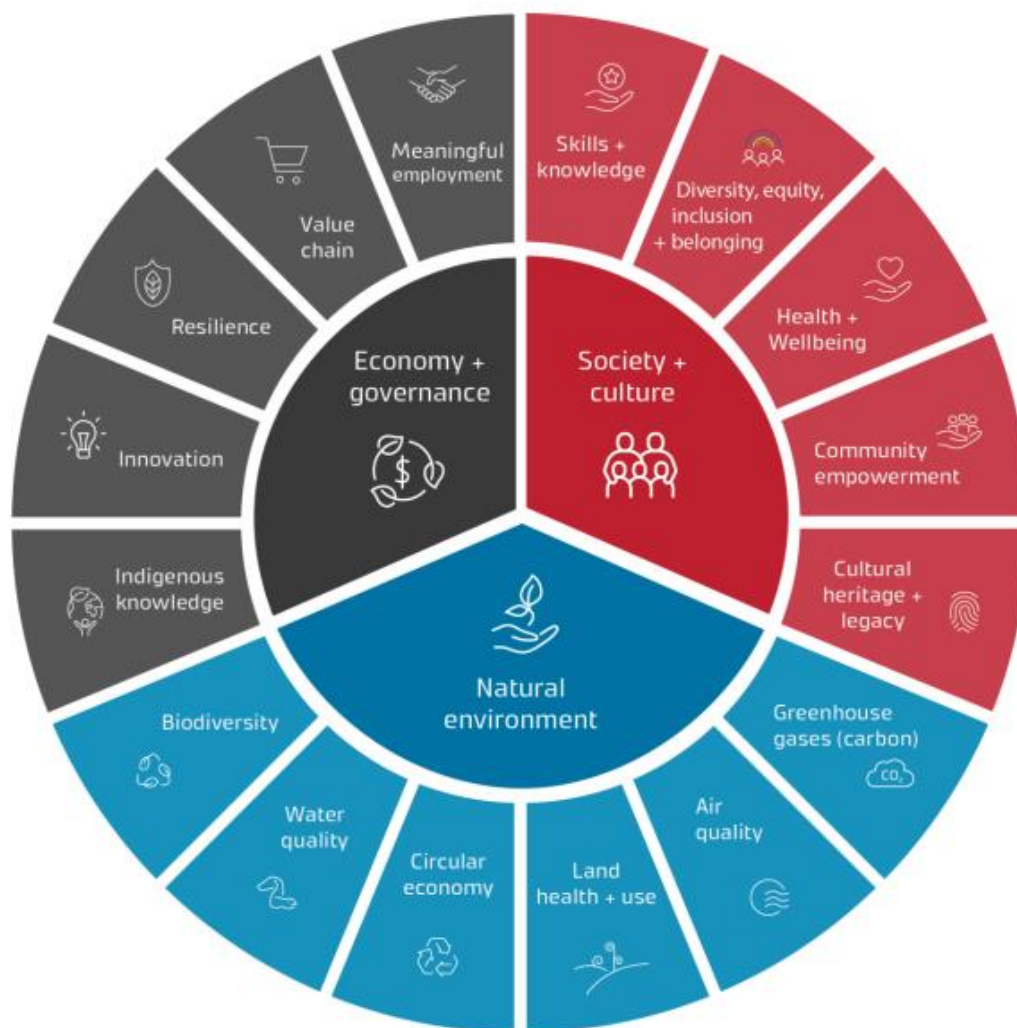 Meaningful
employment
Skills +
knowledge
Diversity, equity,
inclusion
+ belonging
Health +
Wellbeing
Community
empowerment
Cultural
heritage +
legacy
Greenhouse
gases (carbon)
CO₂
Air
quality
Land
health + use
Circular
economy
Water
quality
Biodiversity
Indigenous
knowledge
Innovation
Resilience
Value
chain
Economy +
governance
$
Society +
culture
Natural
environment